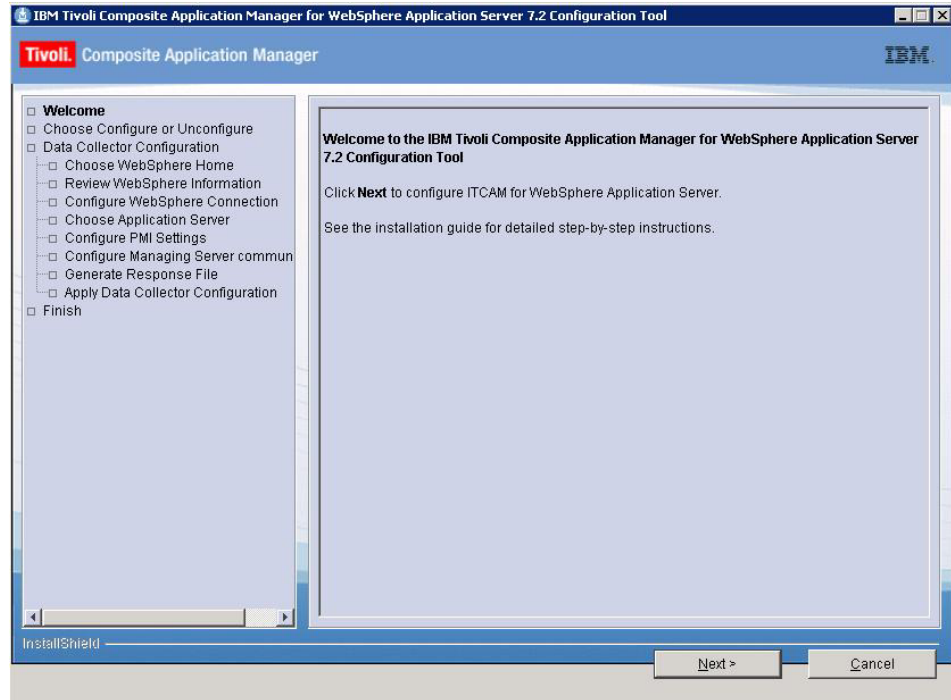 IBM Tivoli Composite Application Manager for WebSphere Application Server 7.2 Configuration Tool
Tivoli. Composite Application Manager
IBM.
Welcome
Choose Configure or Unconfigure
Data Collector Configuration
Choose WebSphere Home
Review WebSphere Information
Configure WebSphere Connection
Choose Application Server
Configure PMI Settings
Configure Managing Server commun
Generate Response File
Apply Data Collector Configuration
Finish
Welcome to the IBM Tivoli Composite Application Manager for WebSphere Application Server
7.2 Configuration Tool
Click Next to configure ITCAM for WebSphere Application Server.
See the installation guide for detailed step-by-step instructions.
InstallShield
Next >
Cancel